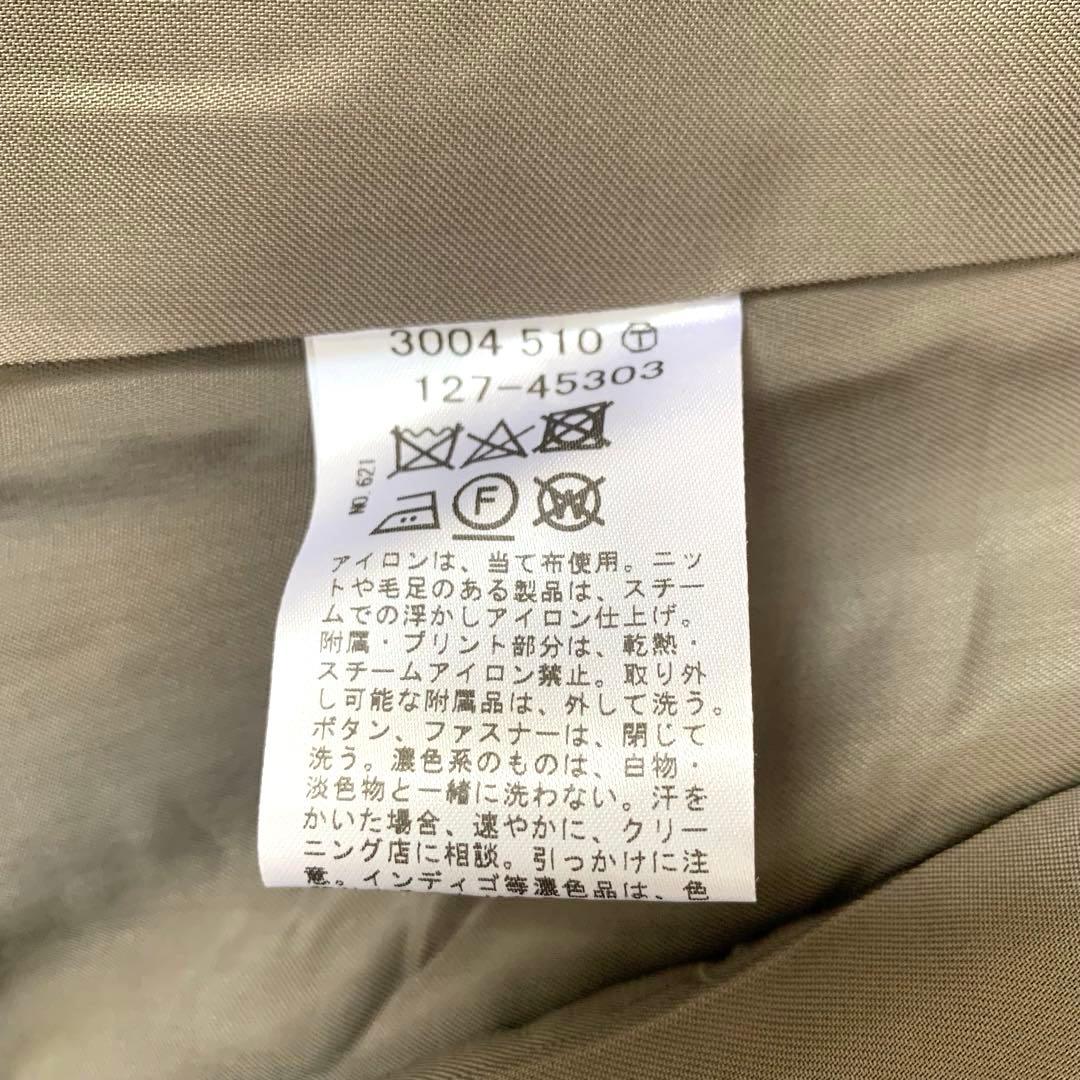 3004 510 Ⓣ
127-45303
NO.621
F
W
アイロンは、当て布使用。ニッ
トや毛足のある製品は、スチー
ムでの浮かしアイロン仕上げ。
附属・プリント部分は、乾熱・
スチームアイロン禁止。取り外
し可能な附属品は、外して洗う。
ボタン、ファスナーは、閉じて
洗う。濃色系のものは、白物・
淡色物と一緒に洗わない。汗を
かいた場合、速やかに、クリー
ニング店に相談。引っかけに注
意。インディゴ等濃色品は、色